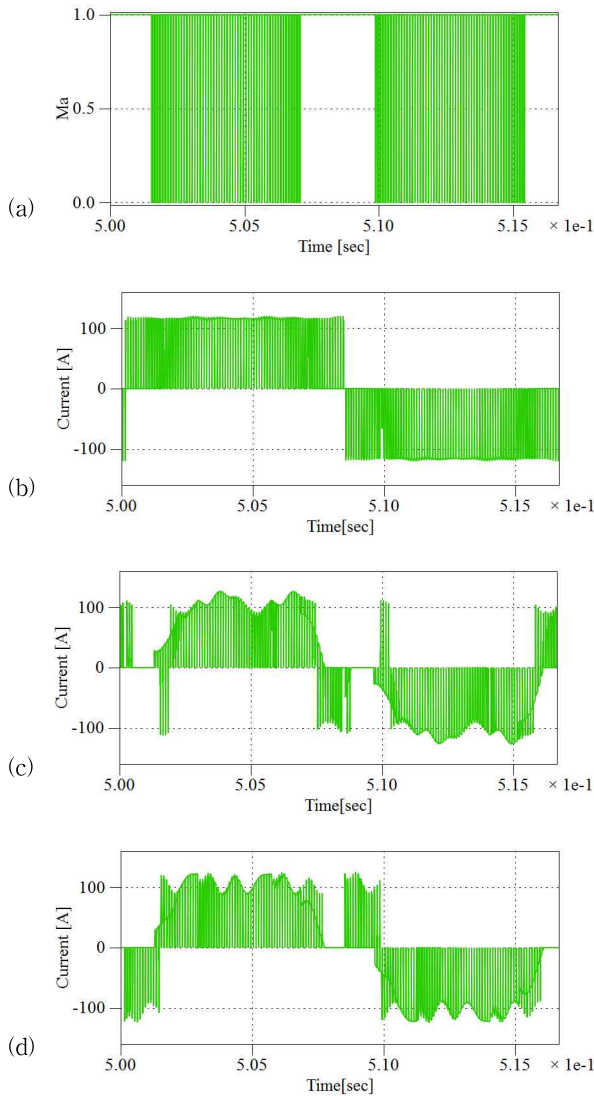 1.0
0.5
0.0
Ma
(a)
5.00 5.05 5.10 5.15 × 1e-1
Time [sec]
100
0
-100
Current [A]
(b)
5.00 5.05 5.10 5.15 × 1e-1
Time[sec]
100
0
-100
Current [A]
(c)
5.00 5.05 5.10 5.15 × 1e-1
Time[sec]
100
0
-100
Current [A]
(d)
5.00 5.05 5.10 5.15 × 1e-1
Time[sec]